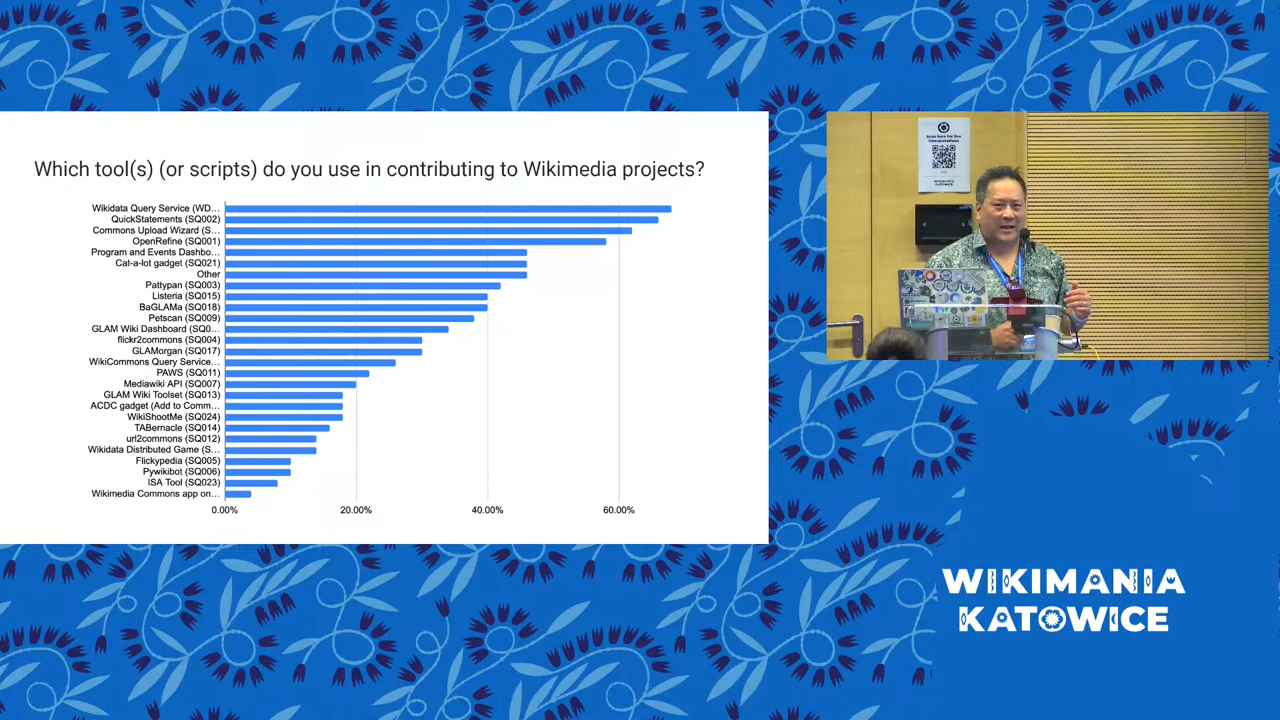 Which tool(s) (or scripts) do you use in contributing to Wikimedia projects?
Wikidata Query Service (WD...
QuickStatements (SQ002)
Commons Upload Wizard (S...
OpenRefine (SQ001)
Program and Events Dashbo...
Cat-a-lot gadget (SQ021)
Other
Pattypan (SQ003)
Listeria (SQ015)
BaGLAMa (SQ018)
Petscan (SQ009)
GLAM Wiki Dashboard (SQ0...
flickr2commons (SQ004)
GLAMorgan (SQ017)
WikiCommons Query Service...
PAWS (SQ011)
Mediawiki API (SQ007)
GLAM Wiki Toolset (SQ013)
ACDC gadget (Add to Comm...
WikiShootMe (SQ024)
TABernacle (SQ014)
url2commons (SQ012)
Wikidata Distributed Game (S...
Flickypedia (SQ005)
Pywikibot (SQ006)
ISA Tool (SQ023)
Wikimedia Commons app on...
0.00% 20.00% 40.00% 60.00%
Scan here for live
interpretations
WIKIMANIA
KATOWICE